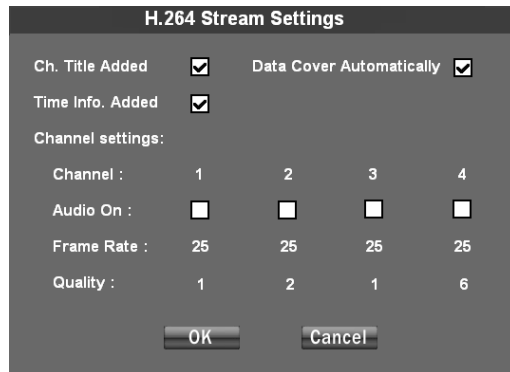 H.264 Stream Settings
Ch. Title Added Data Cover Automatically
Time Info. Added
Channel settings:
Channel : 1 2 3 4
Audio On :
Frame Rate : 25 25 25 25
Quality : 1 2 1 6
OK Cancel